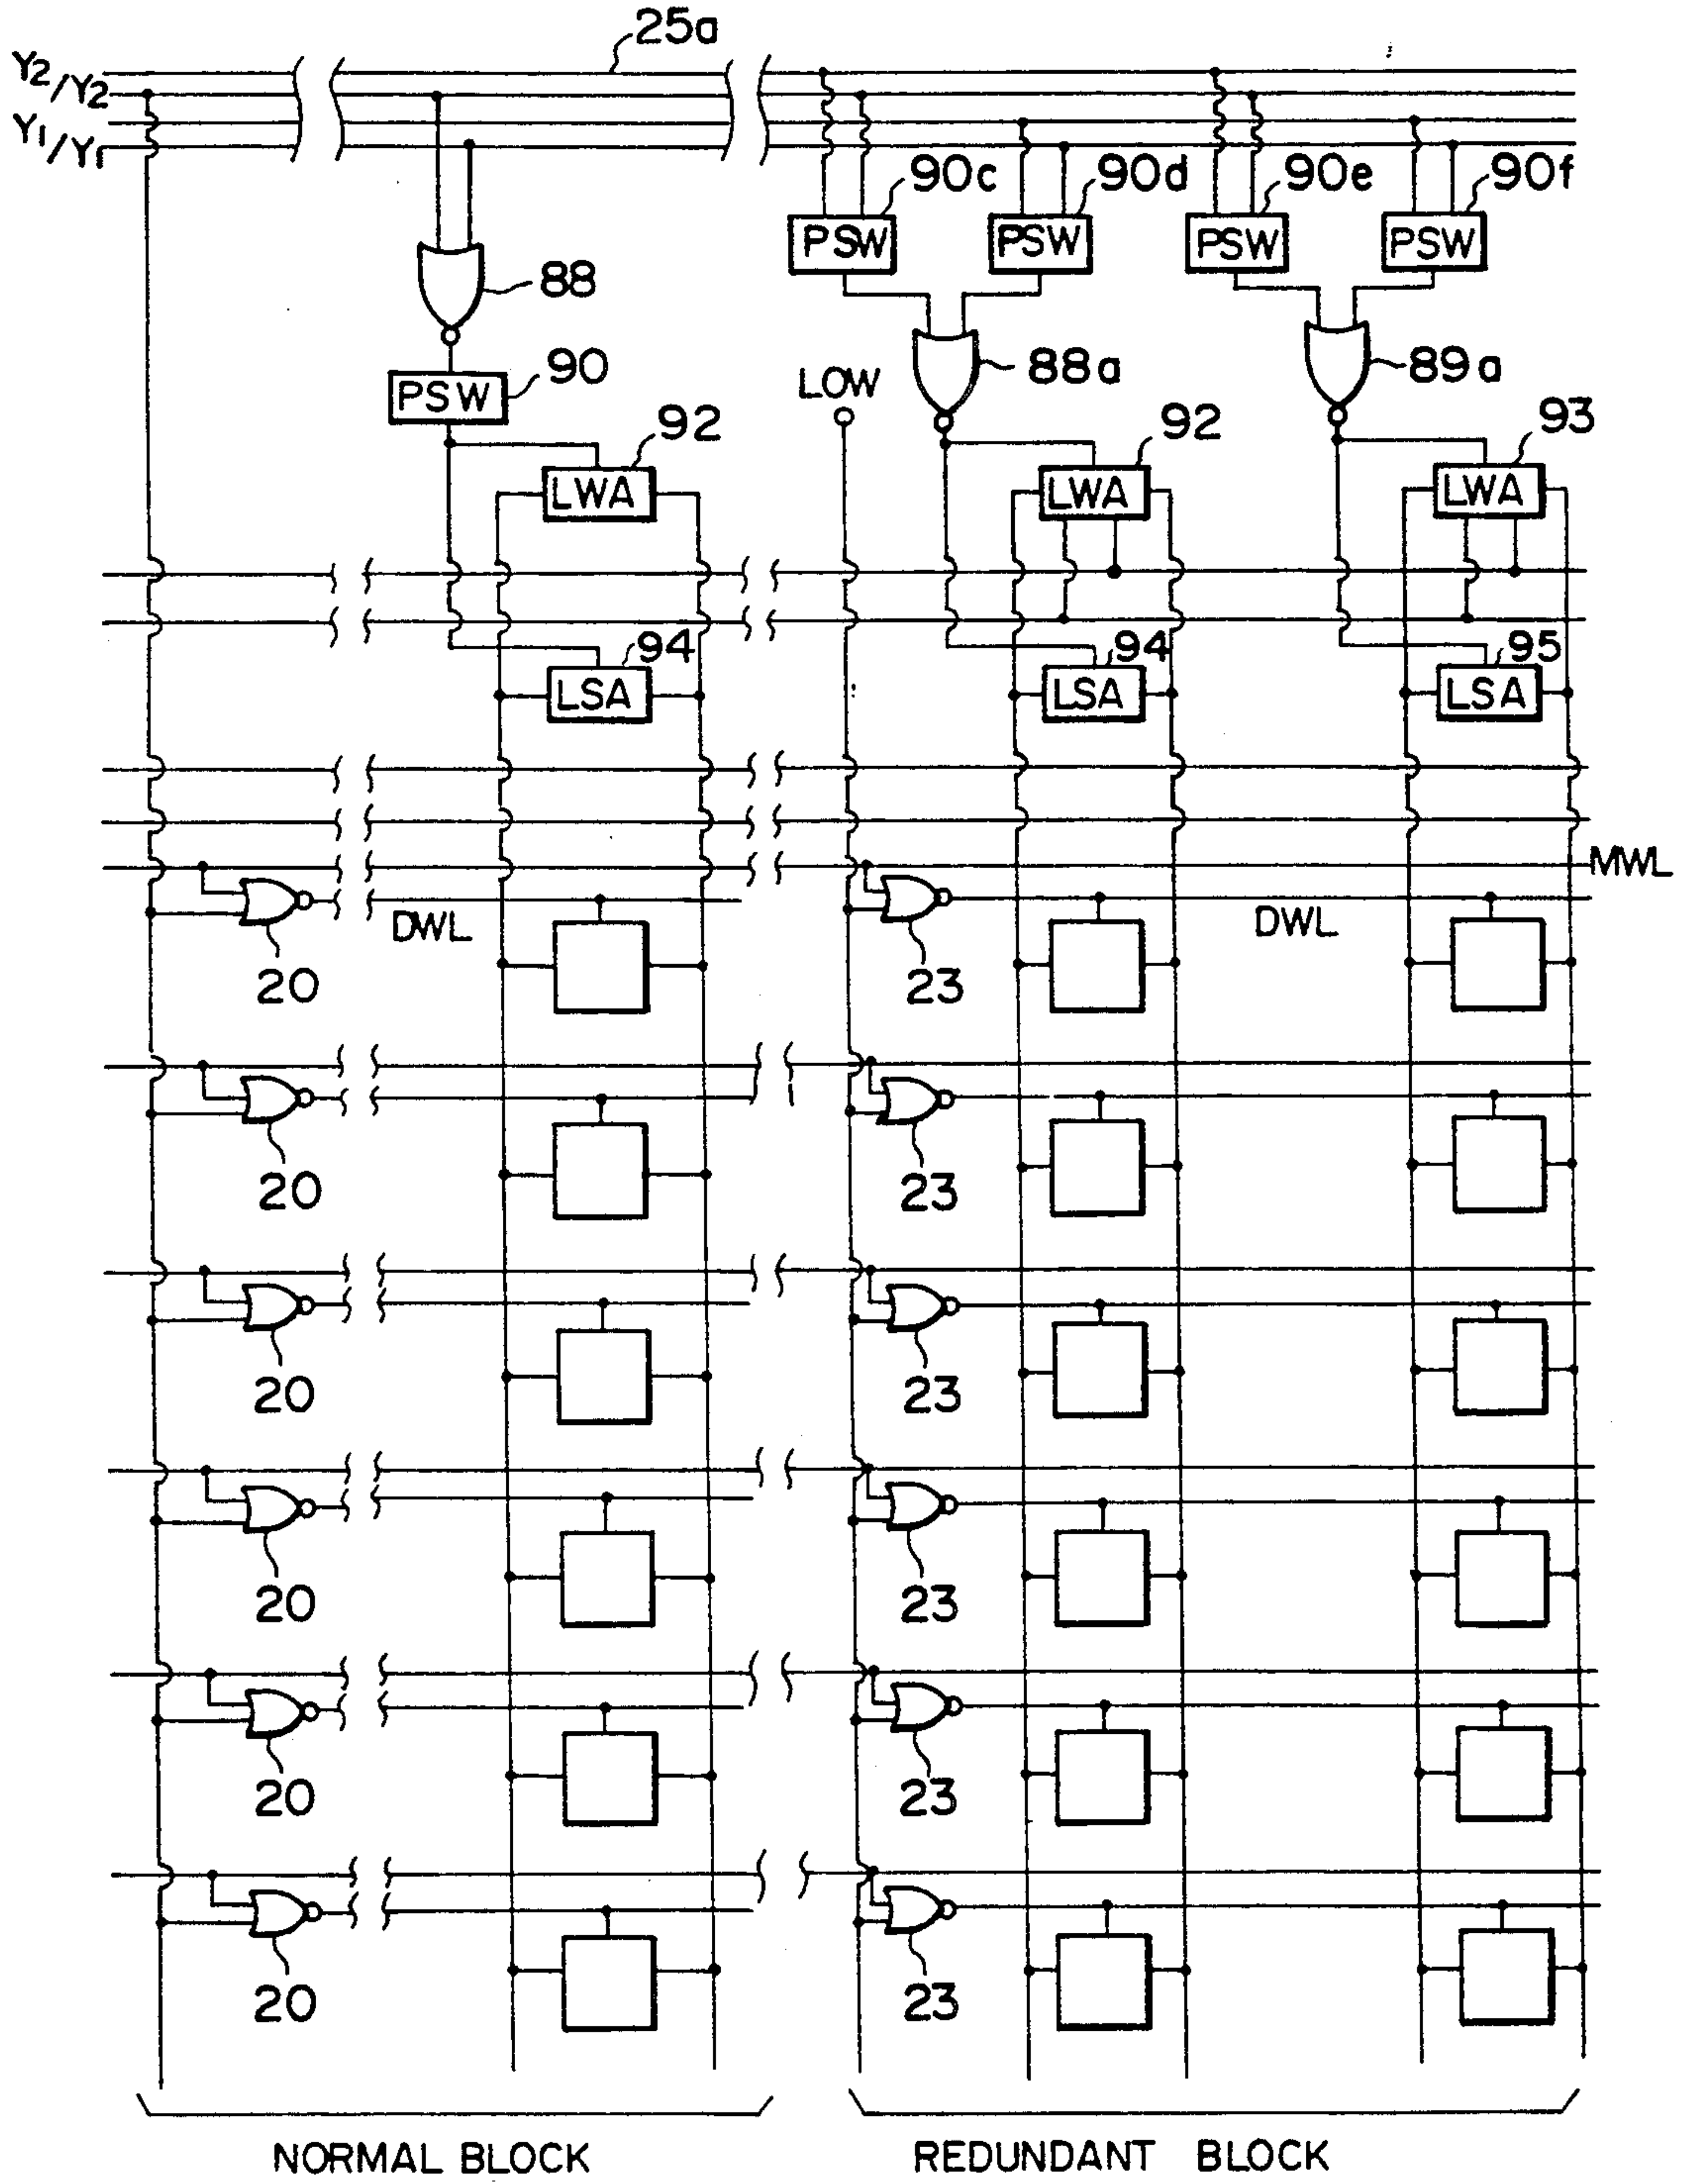 25a
Y2/Y2
Y1/Y1
90c 90d 90e 90f
PSW PSW PSW PSW
88
88a 89a
90
PSW
LOW
92 92 93
LWA LWA LWA
94 94 95
LSA LSA LSA
MWL
DWL DWL
20 23
20 23
20 23
20 23
20 23
20 23
NORMAL BLOCK REDUNDANT BLOCK